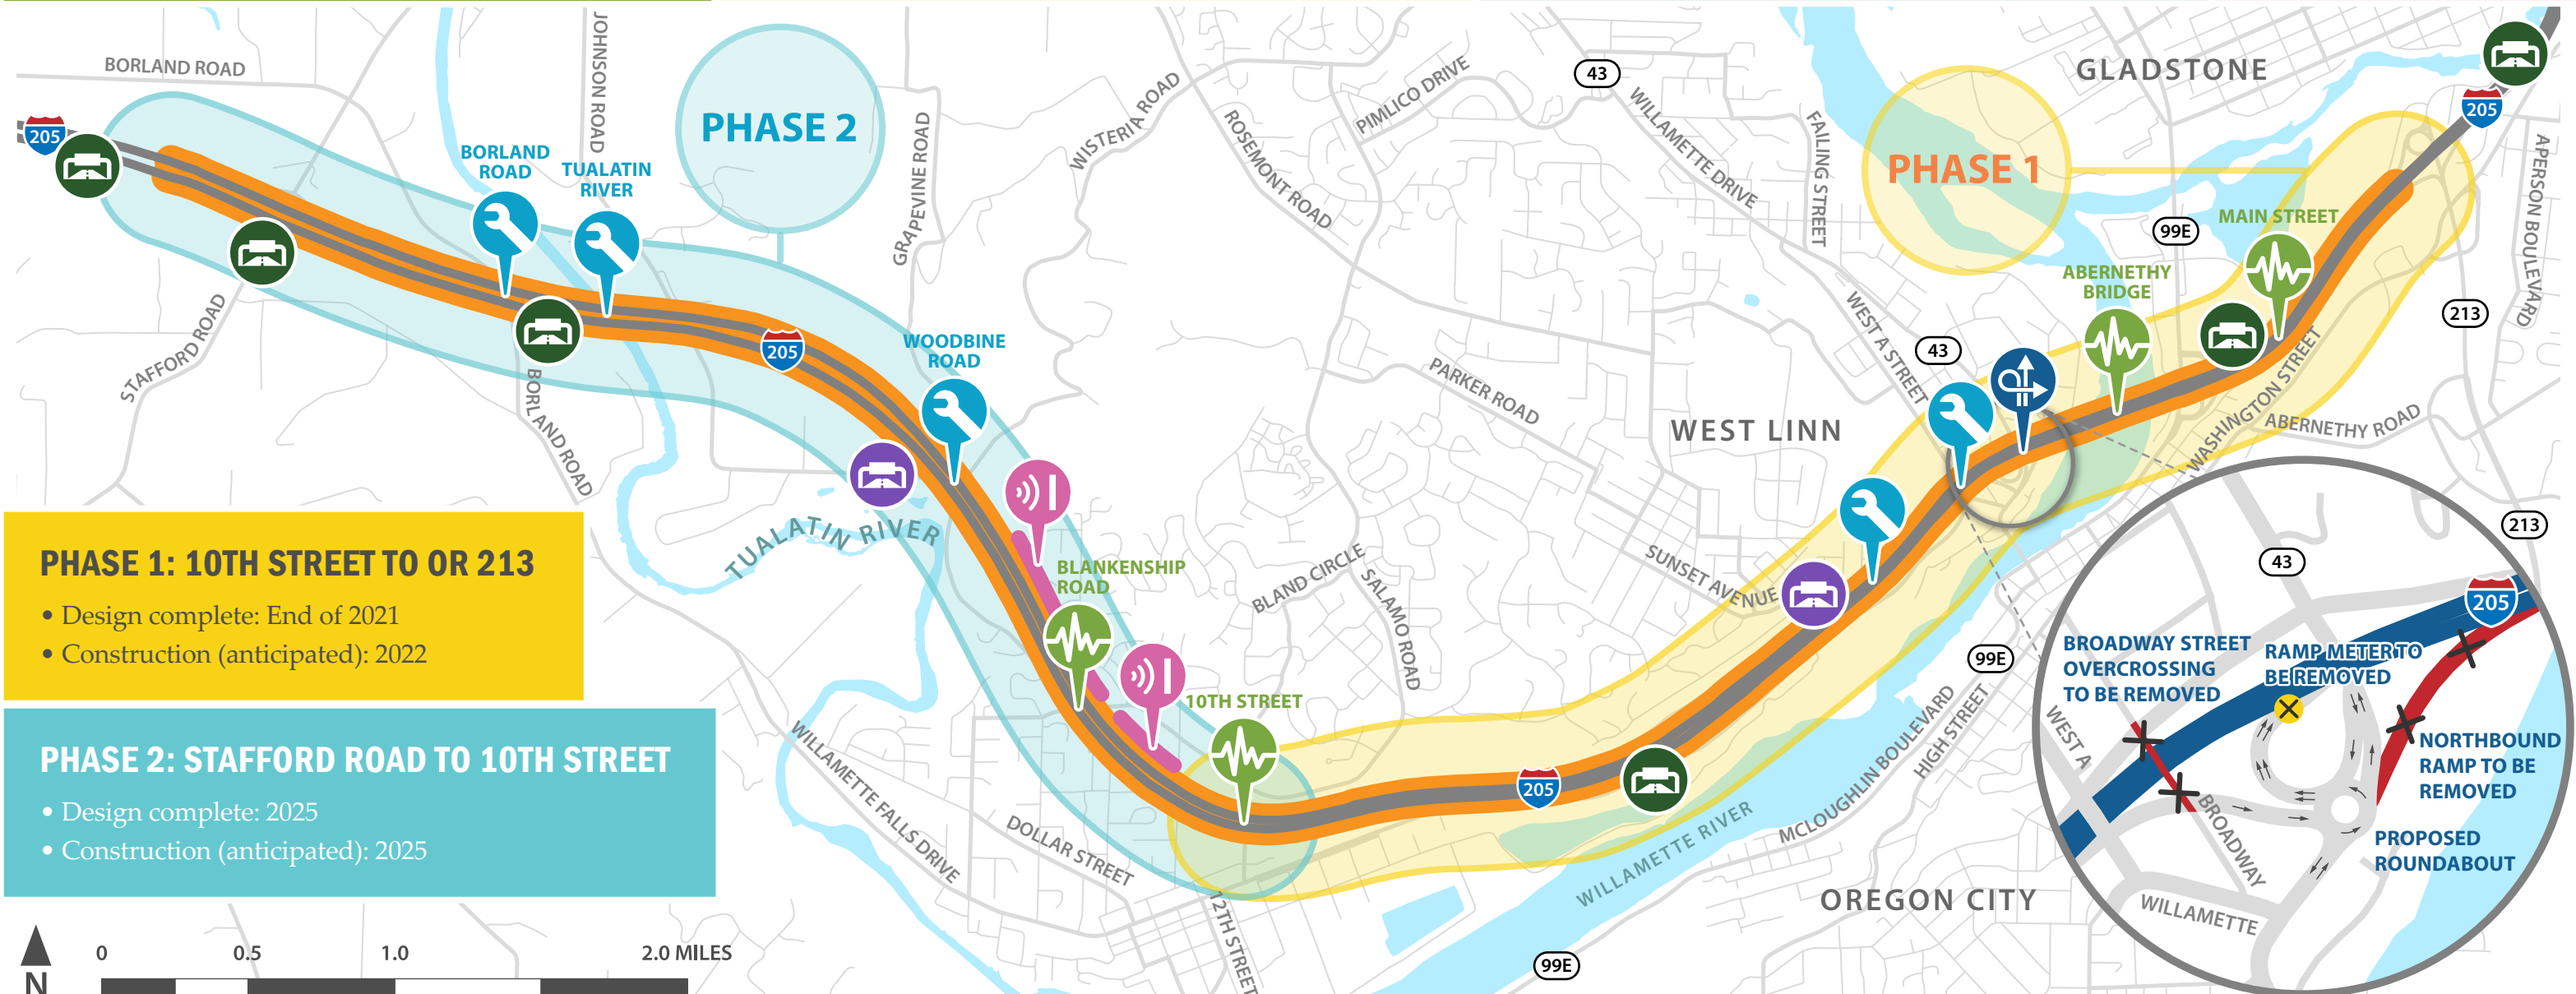 BORLAND ROAD
205
JOHNSON ROAD
BORLAND
ROAD
TUALATIN
RIVER
PHASE 2
GRAPEVINE ROAD
WISTERIA ROAD
ROSEMONT ROAD
PIMLICO DRIVE
43
WILLAMETTE DRIVE
FAILING STREET
PHASE 1
GLADSTONE
205
APERSON BOULEVARD
99E
MAIN STREET
ABERNETHY
BRIDGE
213
STAFFORD ROAD
BORLAND ROAD
205
WOODBINE
ROAD
WEST A STREET
43
PARKER ROAD
WEST LINN
WASHINGTON STREET
ABERNETHY ROAD
TUALATIN RIVER
BLANKENSHIP
ROAD
BLAND CIRCLE
SALAMO ROAD
SUNSET AVENUE
10TH STREET
205
99E
WILLAMETTE FALLS DRIVE
DOLLAR STREET
12TH STREET
WILLAMETTE RIVER
MCLOUGHLIN BOULEVARD
HIGH STREET
OREGON CITY
99E
213
43
205
BROADWAY STREET
OVERCROSSING
TO BE REMOVED
RAMP METER TO
BE REMOVED
WEST A
NORTHBOUND
RAMP TO BE
REMOVED
BROADWAY
PROPOSED
ROUNDABOUT
WILLAMETTE
PHASE 1: 10TH STREET TO OR 213
• Design complete: End of 2021
• Construction (anticipated): 2022
PHASE 2: STAFFORD ROAD TO 10TH STREET
• Design complete: 2025
• Construction (anticipated): 2025
N
0 0.5 1.0 2.0 MILES